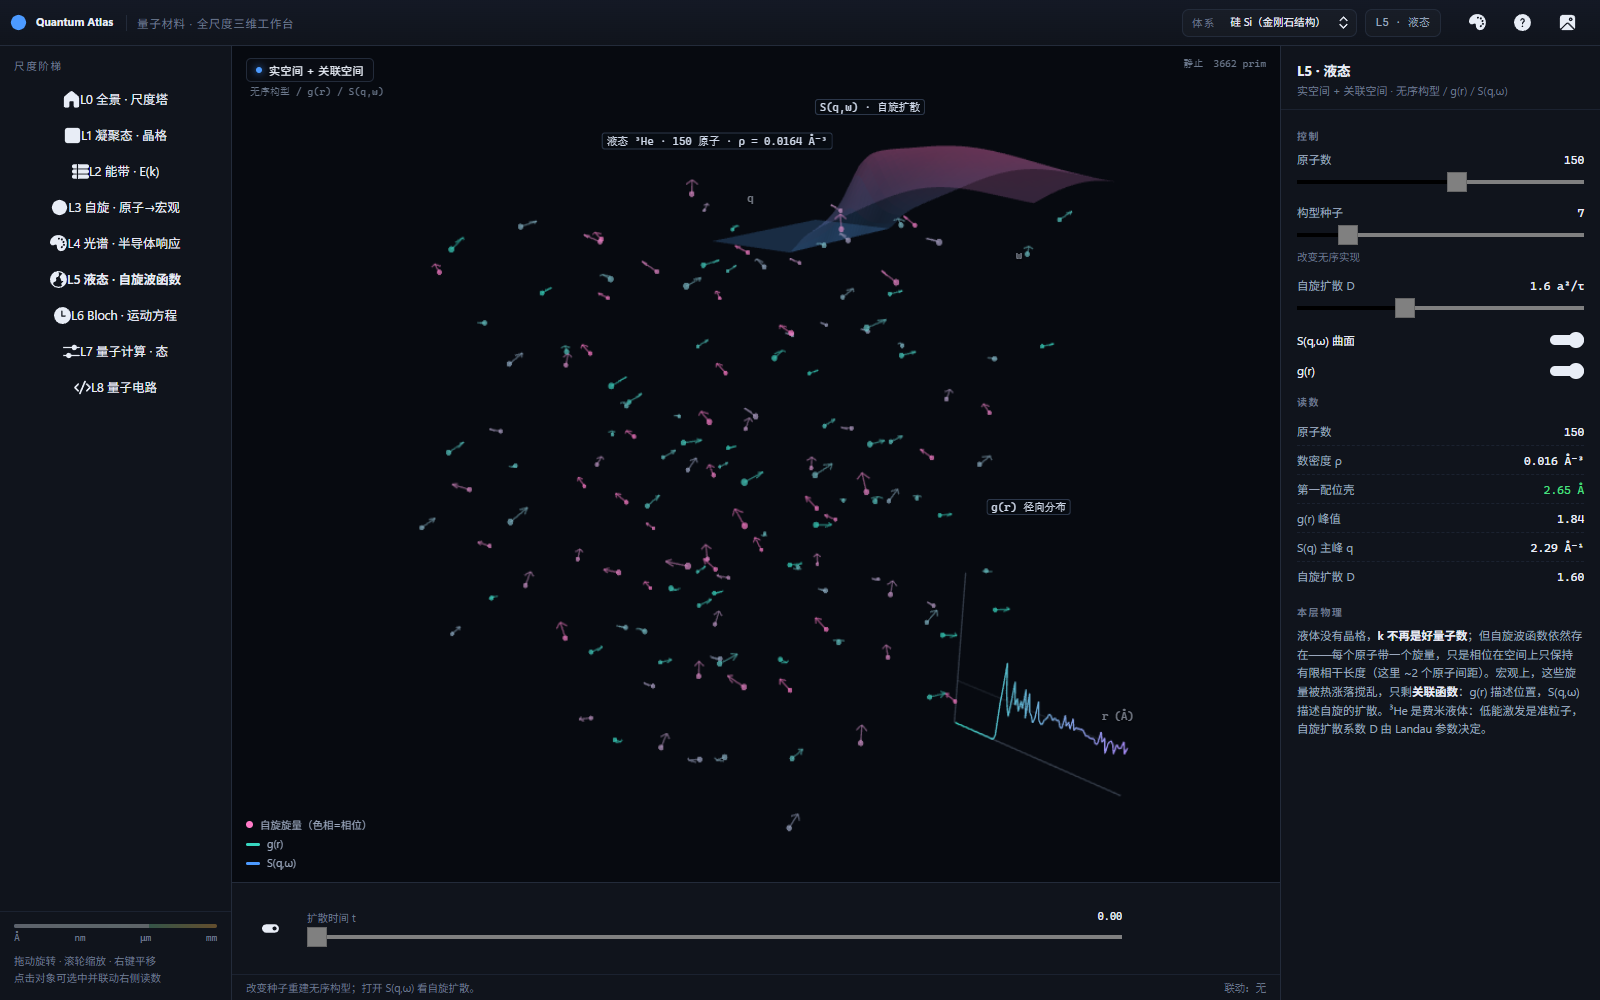 Quantum Atlas
量子材料 · 全尺度三维工作台
体系 硅 Si（金刚石结构）
L5 · 液态
尺度阶梯
L0 全景 · 尺度塔
L1 凝聚态 · 晶格
L2 能带 · E(k)
L3 自旋 · 原子→宏观
L4 光谱 · 半导体响应
L5 液态 · 自旋波函数
L6 Bloch · 运动方程
L7 量子计算 · 态
L8 量子电路
Å nm μm mm
拖动旋转 · 滚轮缩放 · 右键平移
点击对象可选中并联动右侧读数
实空间 + 关联空间
无序构型 / g(r) / S(q,ω)
静止 3662 prim
S(q,ω) · 自旋扩散
液态 ³He · 150 原子 · ρ = 0.0164 Å⁻³
q
ω
g(r) 径向分布
r (Å)
自旋旋量（色相=相位）
g(r)
S(q,ω)
扩散时间 t
0.00
改变种子重建无序构型；打开 S(q,ω) 看自旋扩散。
联动：无
L5 · 液态
实空间 + 关联空间 · 无序构型 / g(r) / S(q,ω)
控制
原子数 150
构型种子 7
改变无序实现
自旋扩散 D 1.6 a²/τ
S(q,ω) 曲面
g(r)
读数
原子数 150
数密度 ρ 0.016 Å⁻³
第一配位壳 2.65 Å
g(r) 峰值 1.84
S(q) 主峰 q 2.29 Å⁻¹
自旋扩散 D 1.60
本层物理
液体没有晶格，k 不再是好量子数；但自旋波函数依然存
在——每个原子带一个旋量，只是相位在空间上只保持
有限相干长度（这里 ~2 个原子间距）。宏观上，这些旋
量被热涨落搅乱，只剩关联函数：g(r) 描述位置，S(q,ω)
描述自旋的扩散。³He 是费米液体：低能激发是准粒子，
自旋扩散系数 D 由 Landau 参数决定。